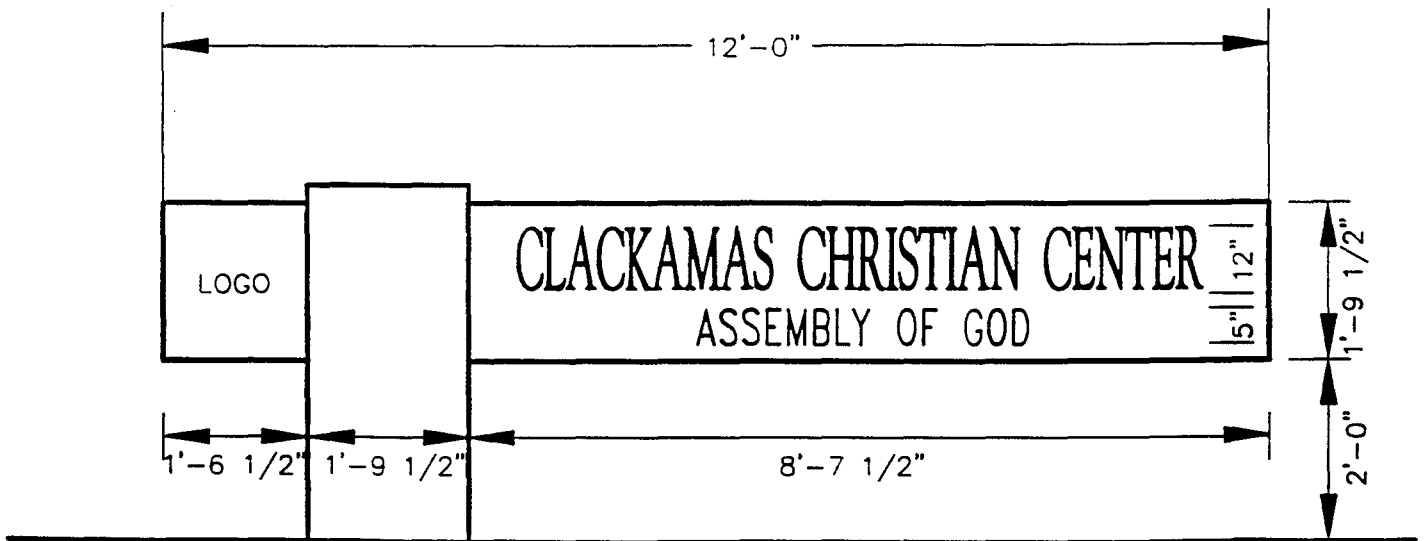 12'-0"
LOGO
CLACKAMAS CHRISTIAN CENTER
12"
ASSEMBLY OF GOD
5"
1'-9 1/2"
1'-6 1/2"
1'-9 1/2"
8'-7 1/2"
2'-0"